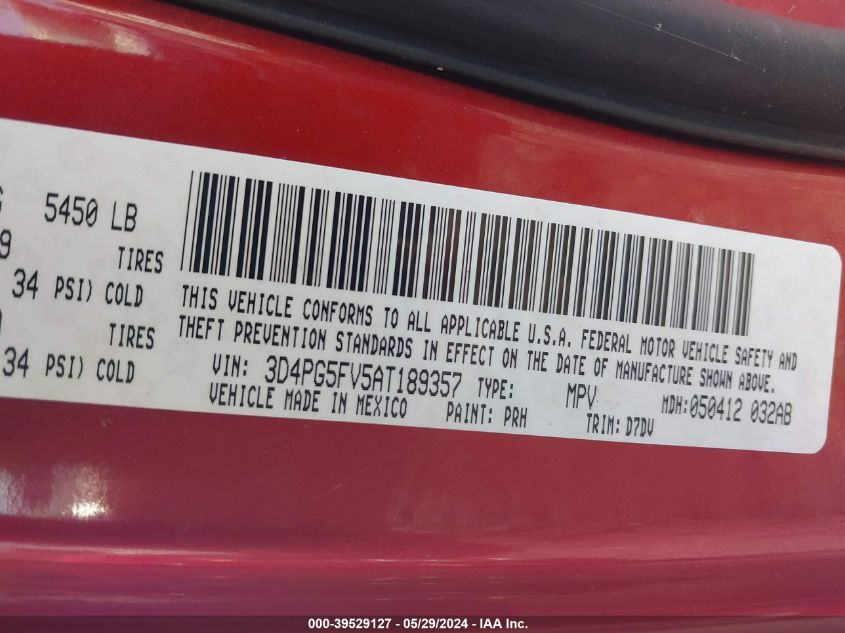 G 5450 LB
9 TIRES
34 PSI) COLD
TIRES
34 PSI) COLD
THIS VEHICLE CONFORMS TO ALL APPLICABLE U.S.A. FEDERAL MOTOR VEHICLE SAFETY AND
THEFT PREVENTION STANDARDS IN EFFECT ON THE DATE OF MANUFACTURE SHOWN ABOVE.
VIN: 3D4PG5FV5AT189357 TYPE: MPV MDH:050412 032AB
VEHICLE MADE IN MEXICO PAINT: PRH TRIM: D7DV
000-39529127 - 05/29/2024 - IAA Inc.